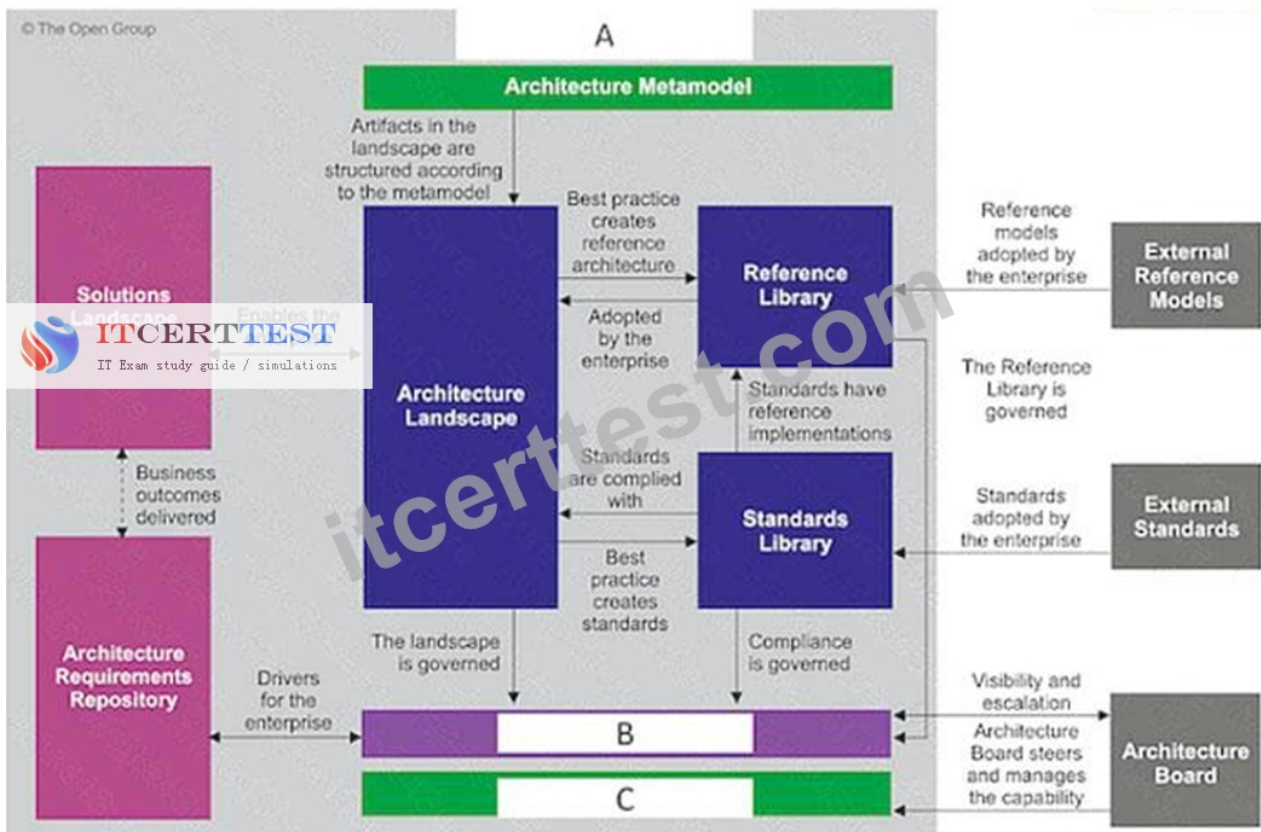 © The Open Group
A
Architecture Metamodel
Artifacts in the
landscape are
structured according
to the metamodel
Best practice
creates
reference
architecture
Reference
models
adopted by
the enterprise
External
Reference
Models
Solutions
Landscape
Reference
Library
ITCERTTEST
IT Exam study guide / simulations
Enables the
Adopted
by the
enterprise
Architecture
Landscape
The Reference
Library is
governed
Standards have
reference
implementations
itcerttest.com
Business
outcomes
delivered
Standards
are complied
with
Standards
Library
Standards
adopted by
the enterprise
External
Standards
Best
practice
creates
standards
Architecture
Requirements
Repository
The landscape
is governed
Compliance
is governed
Drivers
for the
enterprise
Visibility and
escalation
B
Architecture
Board steers
and manages
the capability
Architecture
Board
C